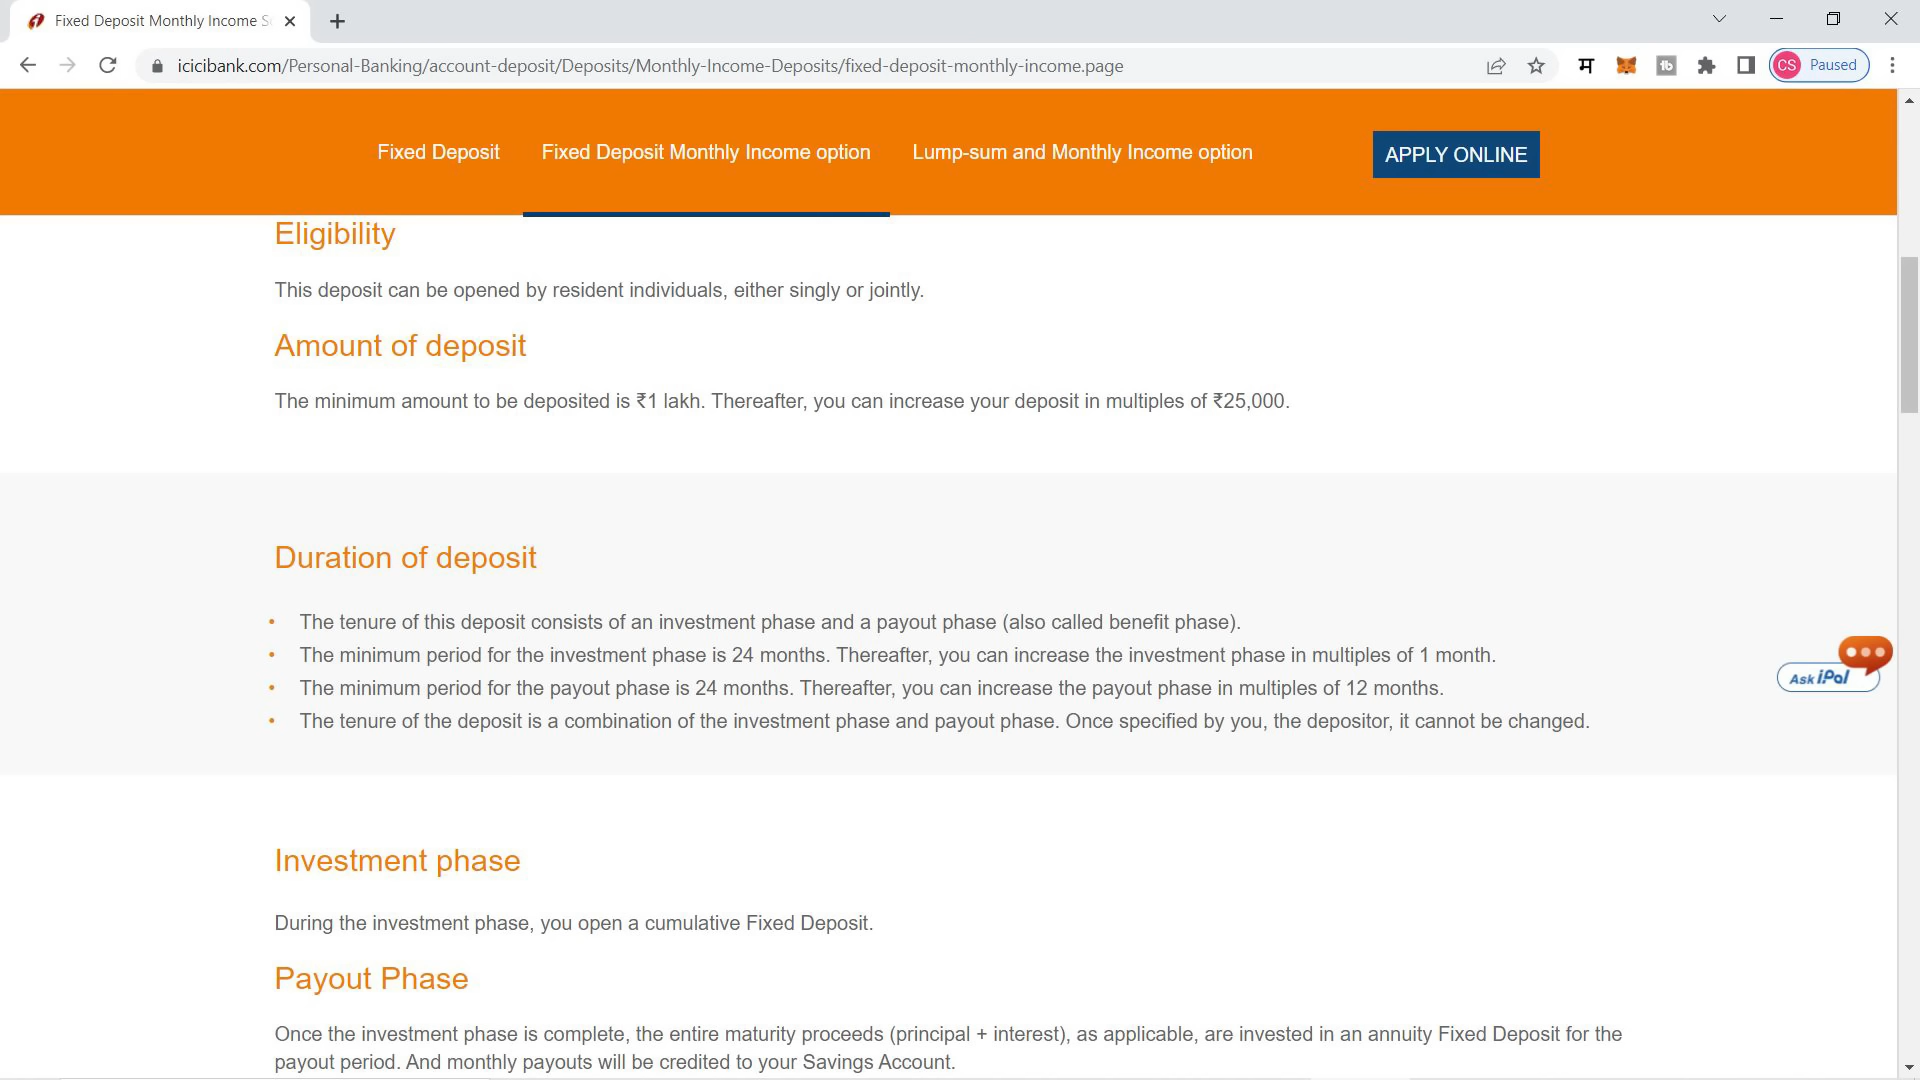 Fixed Deposit Monthly Income S
icicibank.com/Personal-Banking/account-deposit/Deposits/Monthly-Income-Deposits/fixed-deposit-monthly-income.page
म
tb
CS Paused
Fixed Deposit Fixed Deposit Monthly Income option Lump-sum and Monthly Income option APPLY ONLINE
Eligibility
This deposit can be opened by resident individuals, either singly or jointly.
Amount of deposit
The minimum amount to be deposited is ₹1 lakh. Thereafter, you can increase your deposit in multiples of ₹25,000.
Duration of deposit
• The tenure of this deposit consists of an investment phase and a payout phase (also called benefit phase).
• The minimum period for the investment phase is 24 months. Thereafter, you can increase the investment phase in multiples of 1 month.
• The minimum period for the payout phase is 24 months. Thereafter, you can increase the payout phase in multiples of 12 months.
• The tenure of the deposit is a combination of the investment phase and payout phase. Once specified by you, the depositor, it cannot be changed.
Ask iPal
Investment phase
During the investment phase, you open a cumulative Fixed Deposit.
Payout Phase
Once the investment phase is complete, the entire maturity proceeds (principal + interest), as applicable, are invested in an annuity Fixed Deposit for the
payout period. And monthly payouts will be credited to your Savings Account.